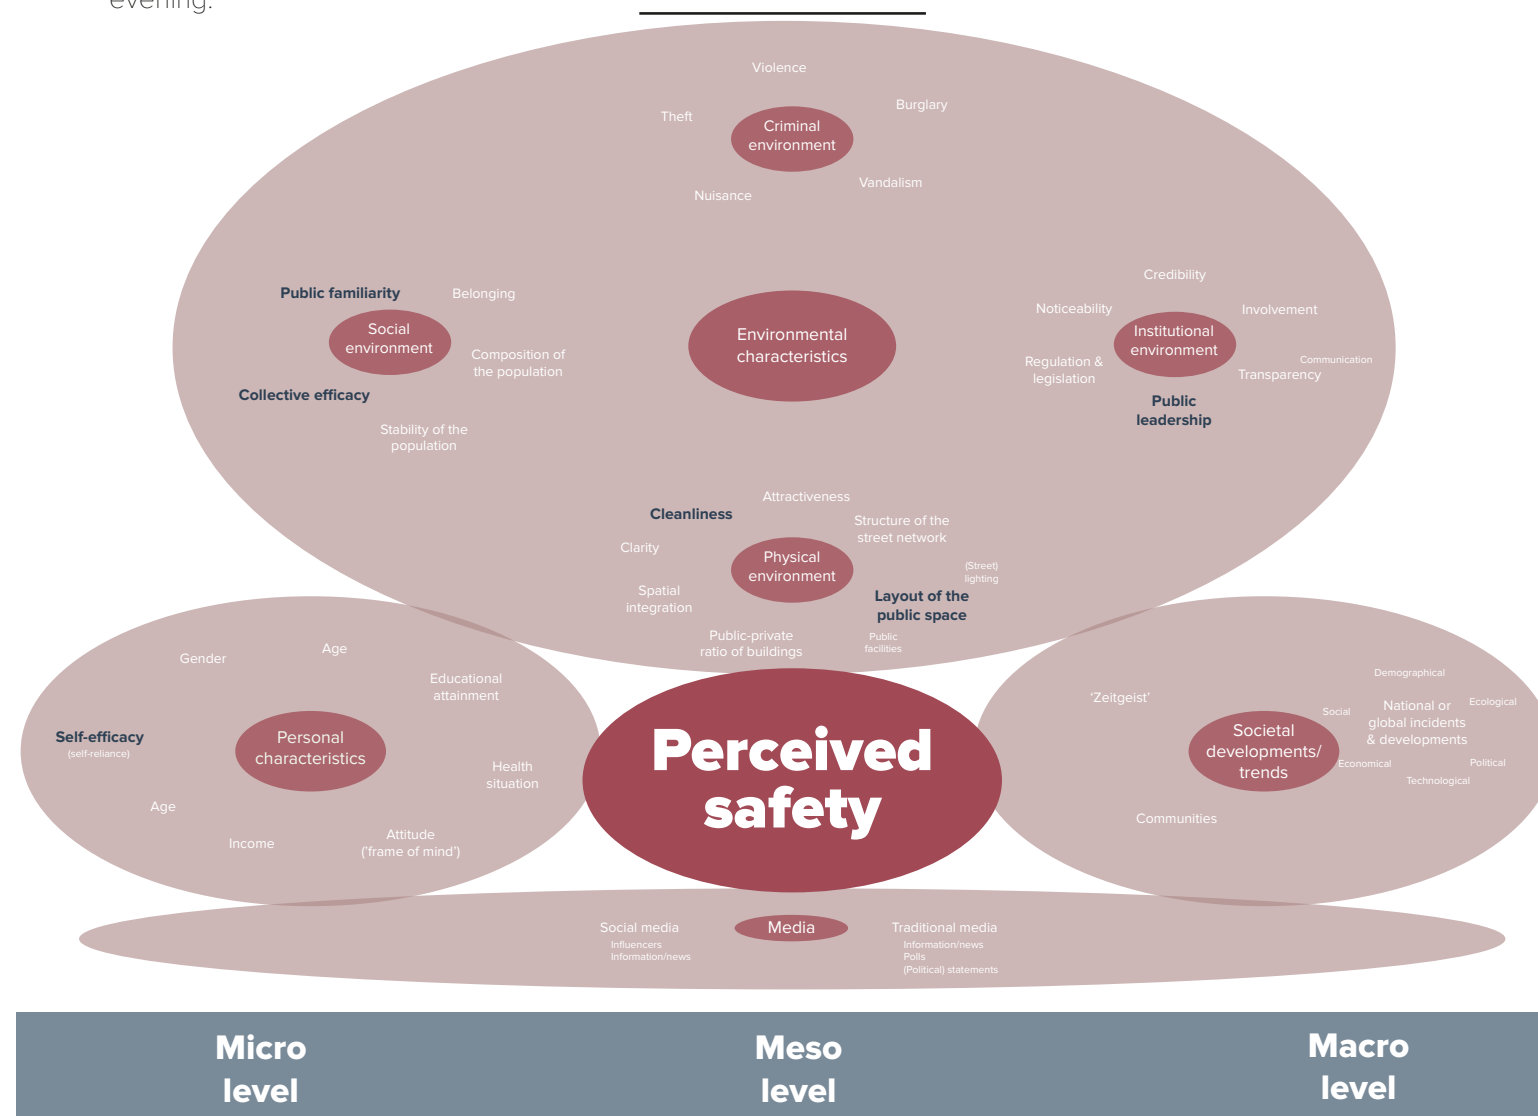 evening.
Violence
Burglary
Theft
Criminal
environment
Vandalism
Nuisance
Public familiarity
Belonging
Social
environment
Composition of
the population
Collective efficacy
Stability of the
population
Environmental
characteristics
Credibility
Noticeability
Involvement
Institutional
environment
Regulation &
legislation
Communication
Transparency
Public
leadership
Attractiveness
Cleanliness
Structure of the
street network
Clarity
Physical
environment
(Street)
lighting
Spatial
integration
Layout of the
public space
Public-private
ratio of buildings
Public
facilities
Gender
Age
Educational
attainment
Self-efficacy
(self-reliance)
Personal
characteristics
Health
situation
Age
Income
Attitude
('frame of mind')
Perceived
safety
'Zeitgeist'
Demographical
Social
National or
global incidents
& developments
Ecological
Societal
developments/
trends
Economical
Political
Technological
Communities
Social media
Influencers
Information/news
Media
Traditional media
Information/news
Polls
(Political) statements
Micro
level
Meso
level
Macro
level